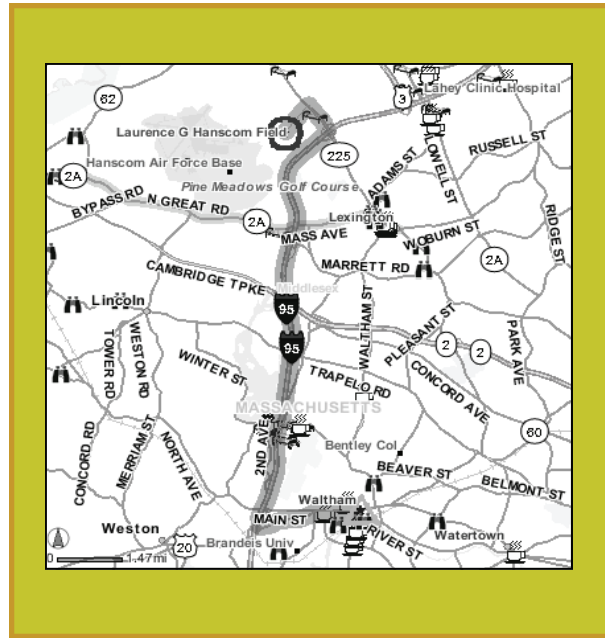 62
3
Lahey Clinic Hospital
Laurence G Hanscom Field
225
LOWELL ST
RUSSELL ST
Hanscom Air Force Base
2A
Pine Meadows Golf Course
ADAMS ST
BYPASS RD
N GREAT RD
2A
Lexington
RIDGE ST
MASS AVE
WOBURN ST
2A
MARRETT RD
CAMBRIDGE TPKE
Middlesex
Lincoln
95
WALTHAM ST
PLEASANT ST
PARK AVE
95
2
2
TOWER RD
WESTON RD
WINTER ST
TRAPELO RD
CONCORD AVE
MASSACHUSETTS
60
CONCORD RD
MERRIAM ST
NORTH AVE
2ND AVE
Bentley Col
BEAVER ST
BELMONT ST
Waltham
MAIN ST
Weston
20
Brandeis Univ
RIVER ST
Watertown
0
1.47mi